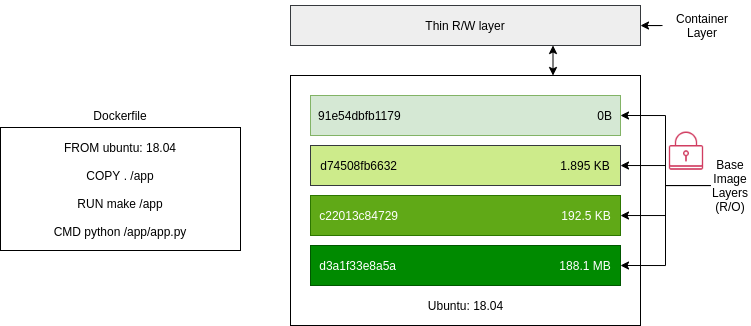 Thin R/W layer
Container
Layer
Dockerfile
FROM ubuntu: 18.04
COPY . /app
RUN make /app
CMD python /app/app.py
91e54dbfb1179 0B
d74508fb6632 1.895 KB
c22013c84729 192.5 KB
d3a1f33e8a5a 188.1 MB
Ubuntu: 18.04
Base
Image
Layers
(R/O)